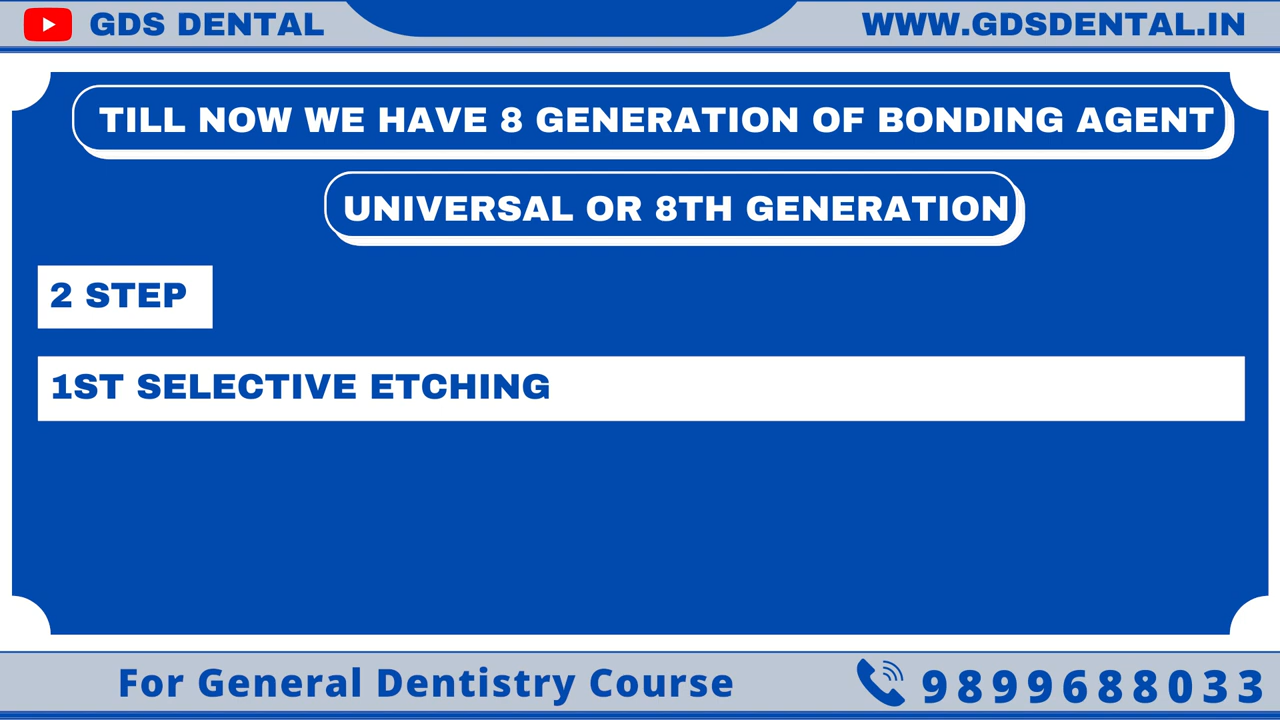 GDS DENTAL
WWW.GDSDENTAL.IN
TILL NOW WE HAVE 8 GENERATION OF BONDING AGENT
UNIVERSAL OR 8TH GENERATION
2 STEP
1ST SELECTIVE ETCHING
For General Dentistry Course
9899688033